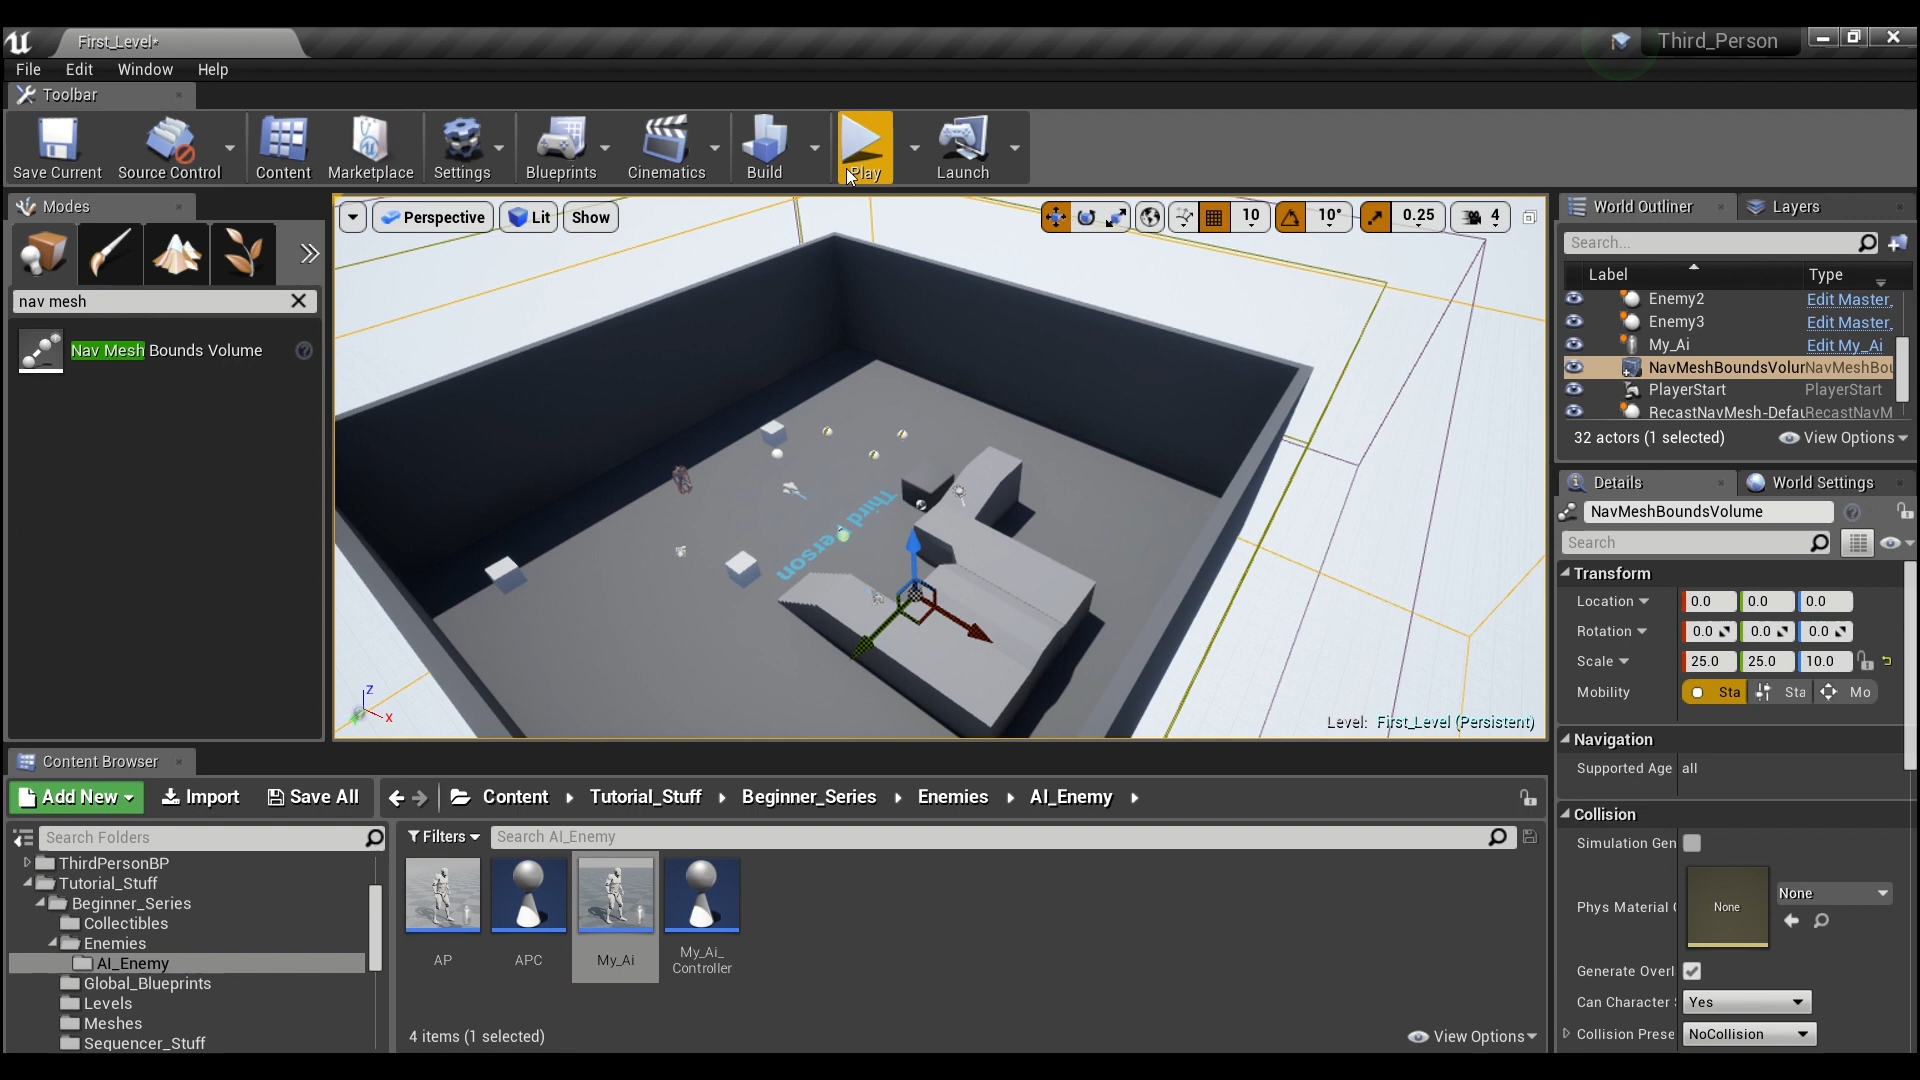 First_Level*
Third_Person
File Edit Window Help
Toolbar
Save Current Source Control Content Marketplace Settings Blueprints Cinematics Build Play Launch
Modes
nav mesh
Nav Mesh Bounds Volume
Perspective Lit Show 10 10° 0.25 4
Third Person
Z
X
Level: First_Level (Persistent)
World Outliner Layers
Search...
Label Type
Enemy2 Edit Master_
Enemy3 Edit Master_
My_Ai Edit My_Ai
NavMeshBoundsVolur NavMeshBou
PlayerStart PlayerStart
RecastNavMesh-Defau RecastNavM
32 actors (1 selected) View Options
Details World Settings
NavMeshBoundsVolume
Search
Transform
Location 0.0 0.0 0.0
Rotation 0.0 0.0 0.0
Scale 25.0 25.0 10.0
Mobility Sta Sta Mo
Navigation
Supported Age all
Collision
Simulation Gen
Phys Material None None
Generate Overl
Can Character Yes
Collision Prese NoCollision
Content Browser
Add New Import Save All Content Tutorial_Stuff Beginner_Series Enemies AI_Enemy
Search Folders
Filters Search AI_Enemy
ThirdPersonBP
Tutorial_Stuff
Beginner_Series
Collectibles
Enemies
AI_Enemy
Global_Blueprints
Levels
Meshes
Sequencer_Stuff
AP APC My_Ai My_Ai_
Controller
4 items (1 selected) View Options